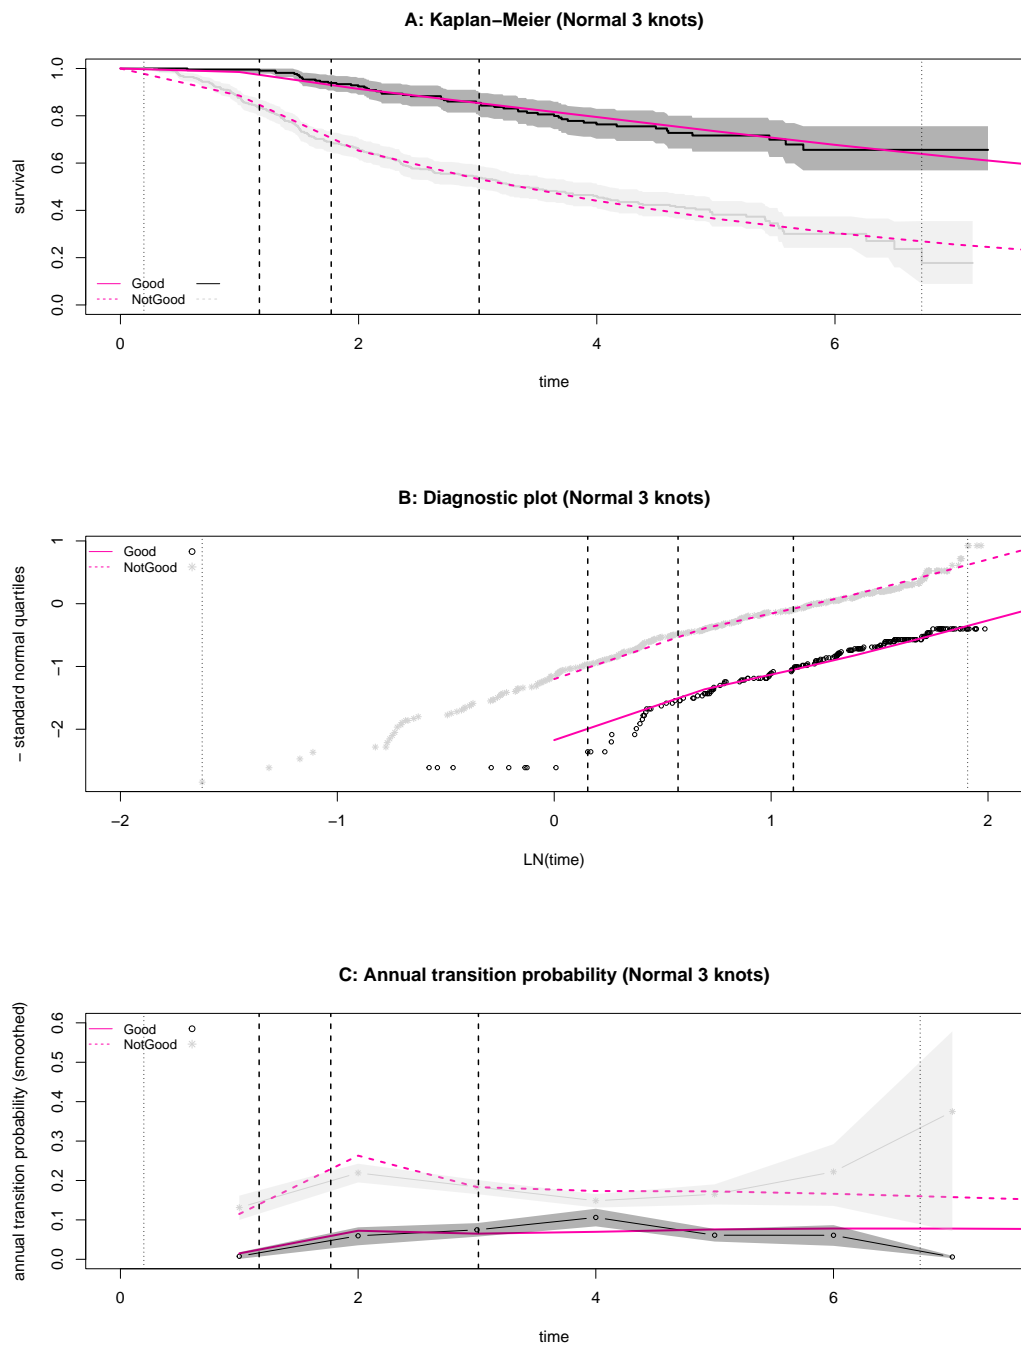 A: Kaplan−Meier (Normal 3 knots)
survival
1.0
0.8
0.6
0.4
0.2
0.0
Good
NotGood
0 2 4 6
time
B: Diagnostic plot (Normal 3 knots)
− standard normal quartiles
1
0
−1
−2
Good
NotGood
−2 −1 0 1 2
LN(time)
C: Annual transition probability (Normal 3 knots)
annual transition probability (smoothed)
0.6
0.5
0.4
0.3
0.2
0.1
0.0
Good
NotGood
0 2 4 6
time